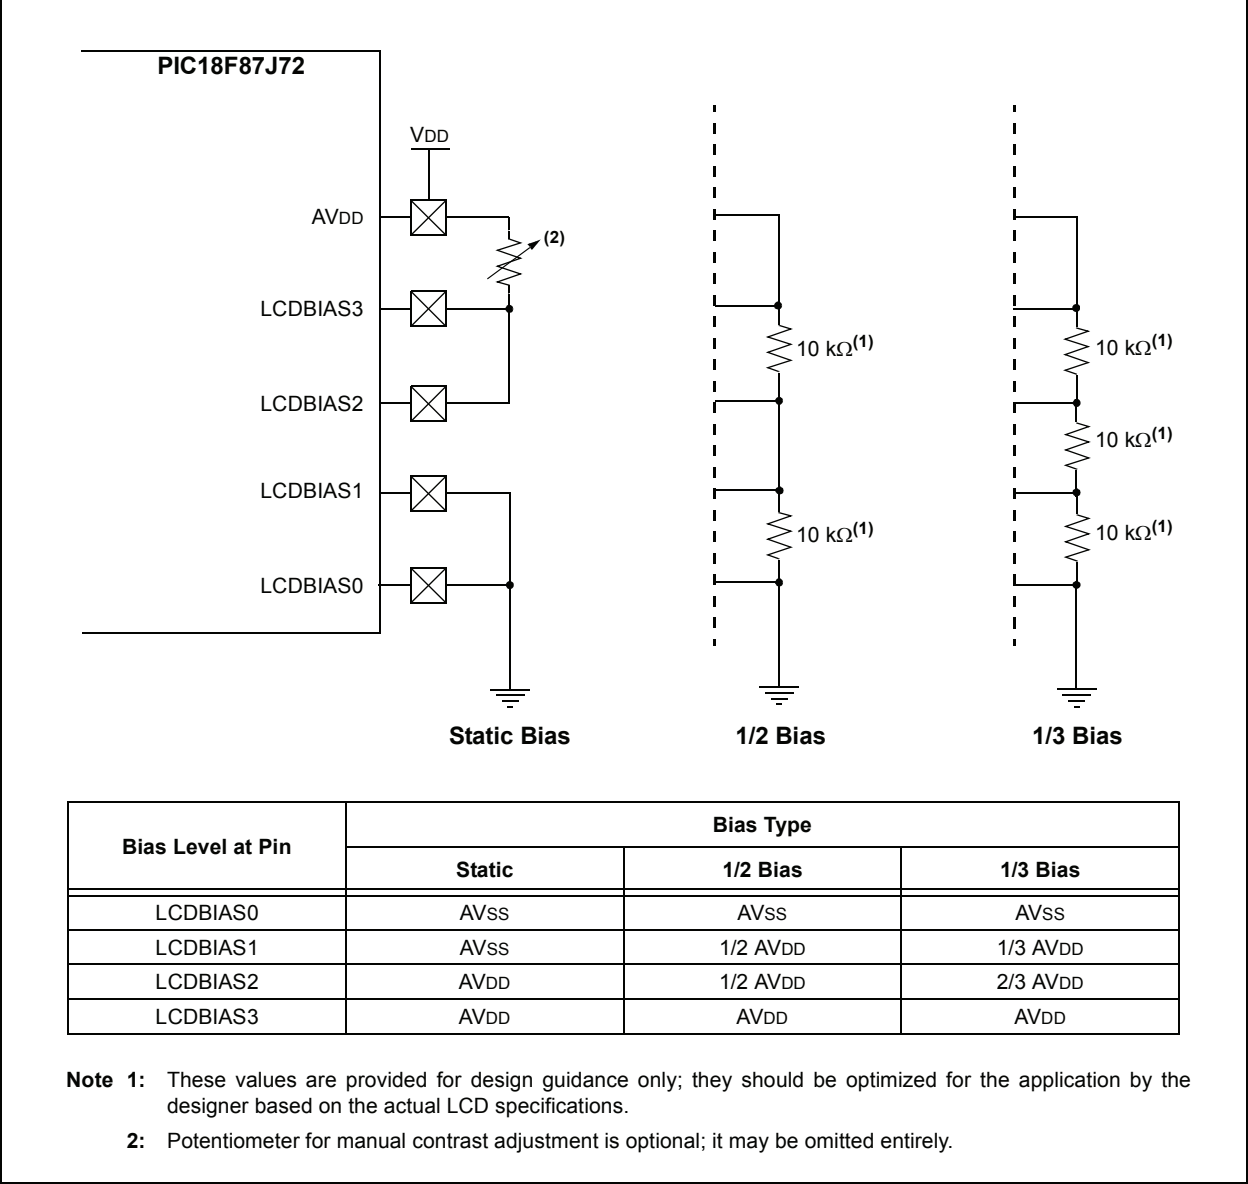 PIC18F87J72
VDD
AVDD
(2)
LCDBIAS3
10 kΩ(1)
10 kΩ(1)
LCDBIAS2
10 kΩ(1)
LCDBIAS1
10 kΩ(1)
10 kΩ(1)
LCDBIAS0
Static Bias
1/2 Bias
1/3 Bias
Bias Level at Pin
Bias Type
Static
1/2 Bias
1/3 Bias
LCDBIAS0 AVSS AVSS AVSS
LCDBIAS1 AVSS 1/2 AVDD 1/3 AVDD
LCDBIAS2 AVDD 1/2 AVDD 2/3 AVDD
LCDBIAS3 AVDD AVDD AVDD
Note 1: These values are provided for design guidance only; they should be optimized for the application by the
designer based on the actual LCD specifications.
2: Potentiometer for manual contrast adjustment is optional; it may be omitted entirely.